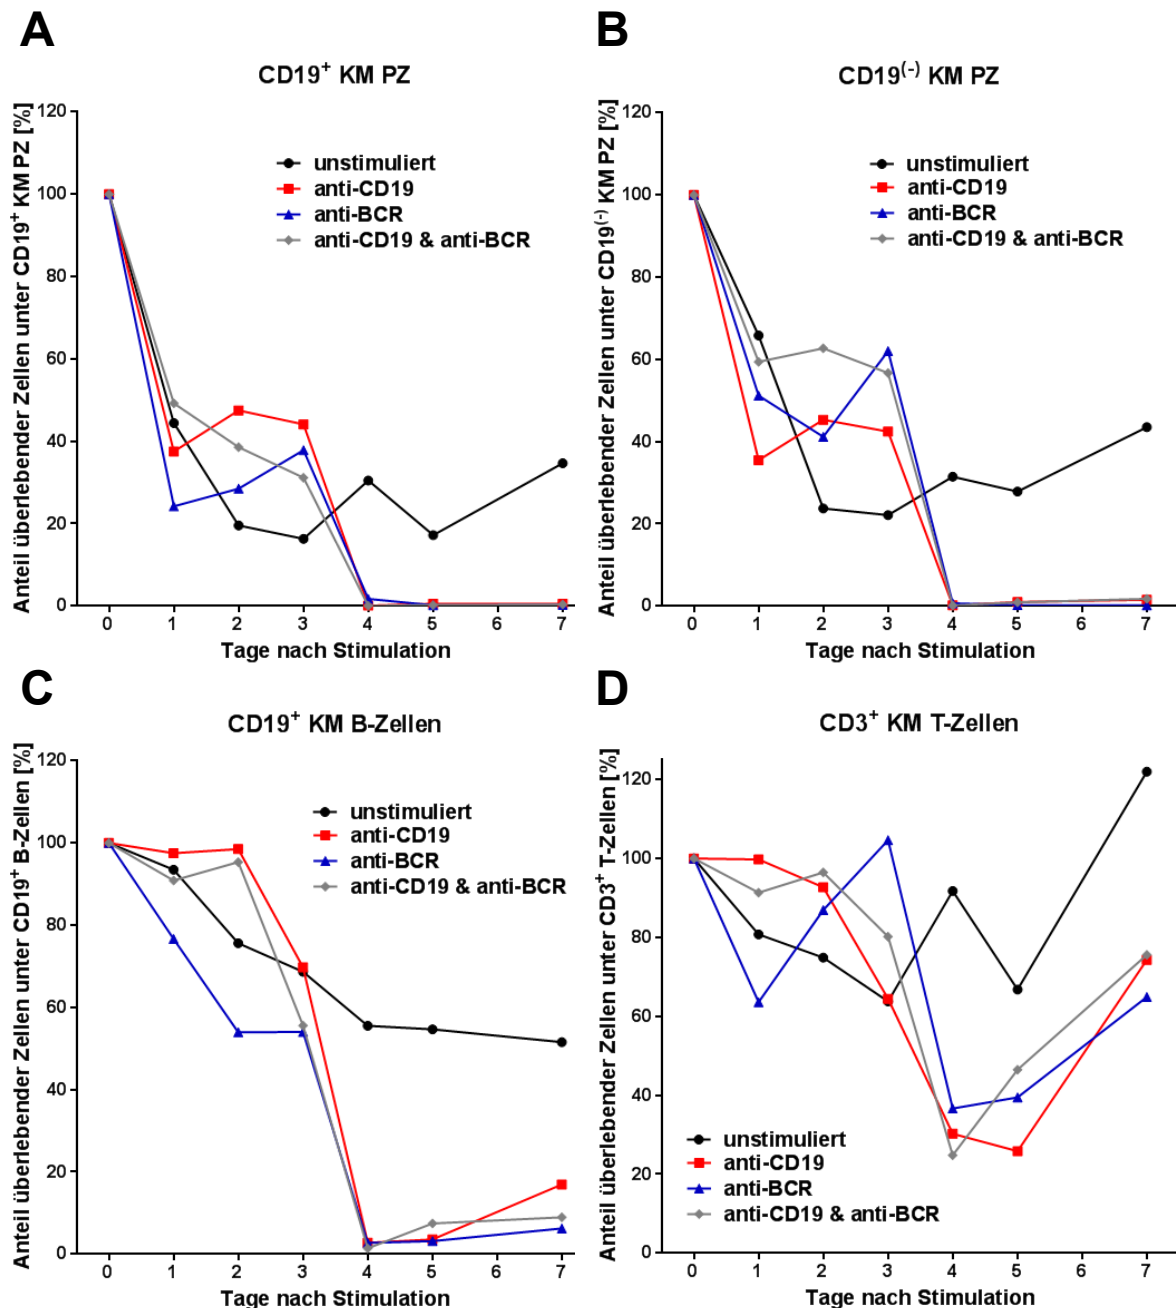 A
CD19⁺ KM PZ
Anteil überlebender Zellen unter CD19⁺ KM PZ [%]
120
100
80
60
40
20
0
unstimuliert
anti-CD19
anti-BCR
anti-CD19 & anti-BCR
0 1 2 3 4 5 6 7
Tage nach Stimulation
B
CD19⁽⁻⁾ KM PZ
Anteil überlebender Zellen unter CD19⁽⁻⁾ KM PZ [%]
120
100
80
60
40
20
0
unstimuliert
anti-CD19
anti-BCR
anti-CD19 & anti-BCR
0 1 2 3 4 5 6 7
Tage nach Stimulation
C
CD19⁺ KM B-Zellen
Anteil überlebender Zellen unter CD19⁺ B-Zellen [%]
120
100
80
60
40
20
0
unstimuliert
anti-CD19
anti-BCR
anti-CD19 & anti-BCR
0 1 2 3 4 5 6 7
Tage nach Stimulation
D
CD3⁺ KM T-Zellen
Anteil überlebender Zellen unter CD3⁺ T-Zellen [%]
120
100
80
60
40
20
0
unstimuliert
anti-CD19
anti-BCR
anti-CD19 & anti-BCR
0 1 2 3 4 5 6 7
Tage nach Stimulation